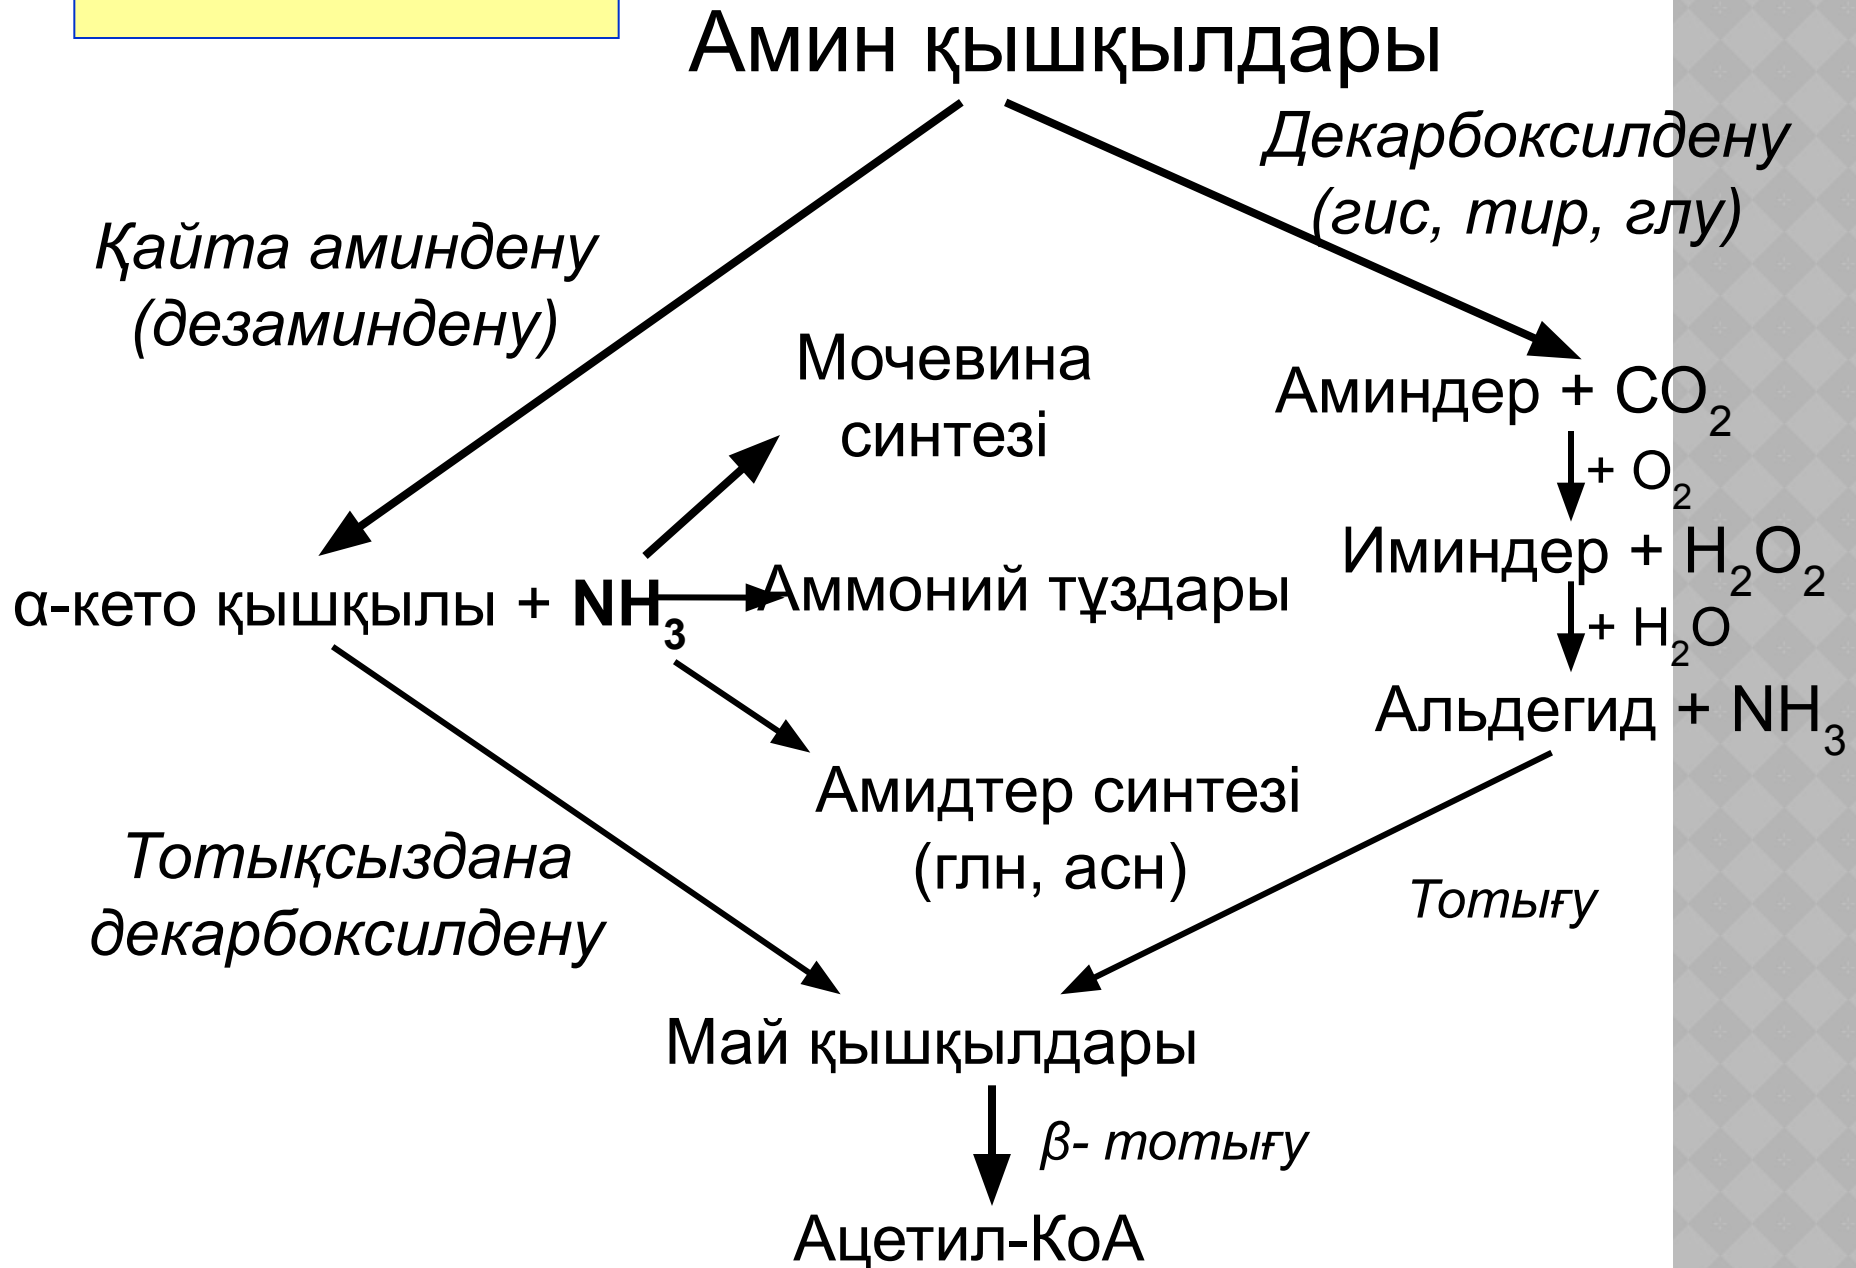 Амин қышқылдары
Декарбоксилдену
(гис, тир, глу)
Қайта аминдену
(дезаминдену)
Мочевина
синтезі
Аминдер + CO₂
+ O₂
Иминдер + H₂O₂
α-кето қышқылы + NH₃
Аммоний тұздары
+ H₂O
Альдегид + NH₃
Амидтер синтезі
(глн, асн)
Тотықсыздана
декарбоксилдену
Тотығу
Май қышқылдары
β- тотығу
Ацетил-КоА